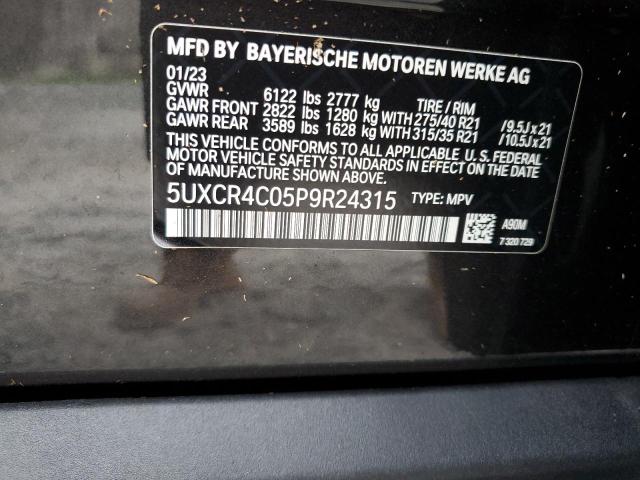 MFD BY BAYERISCHE MOTOREN WERKE AG
01/23
GVWR 6122 lbs 2777 kg TIRE / RIM
GAWR FRONT 2822 lbs 1280 kg WITH 275/40 R21 /9.5J x 21
GAWR REAR 3589 lbs 1628 kg WITH 315/35 R21 /10.5J x 21
THIS VEHICLE CONFORMS TO ALL APPLICABLE U. S. FEDERAL
MOTOR VEHICLE SAFETY STANDARDS IN EFFECT ON THE DATE
OF MANUFACTURE SHOWN ABOVE.
5UXCR4C05P9R24315 TYPE: MPV
A90M
7 320 729